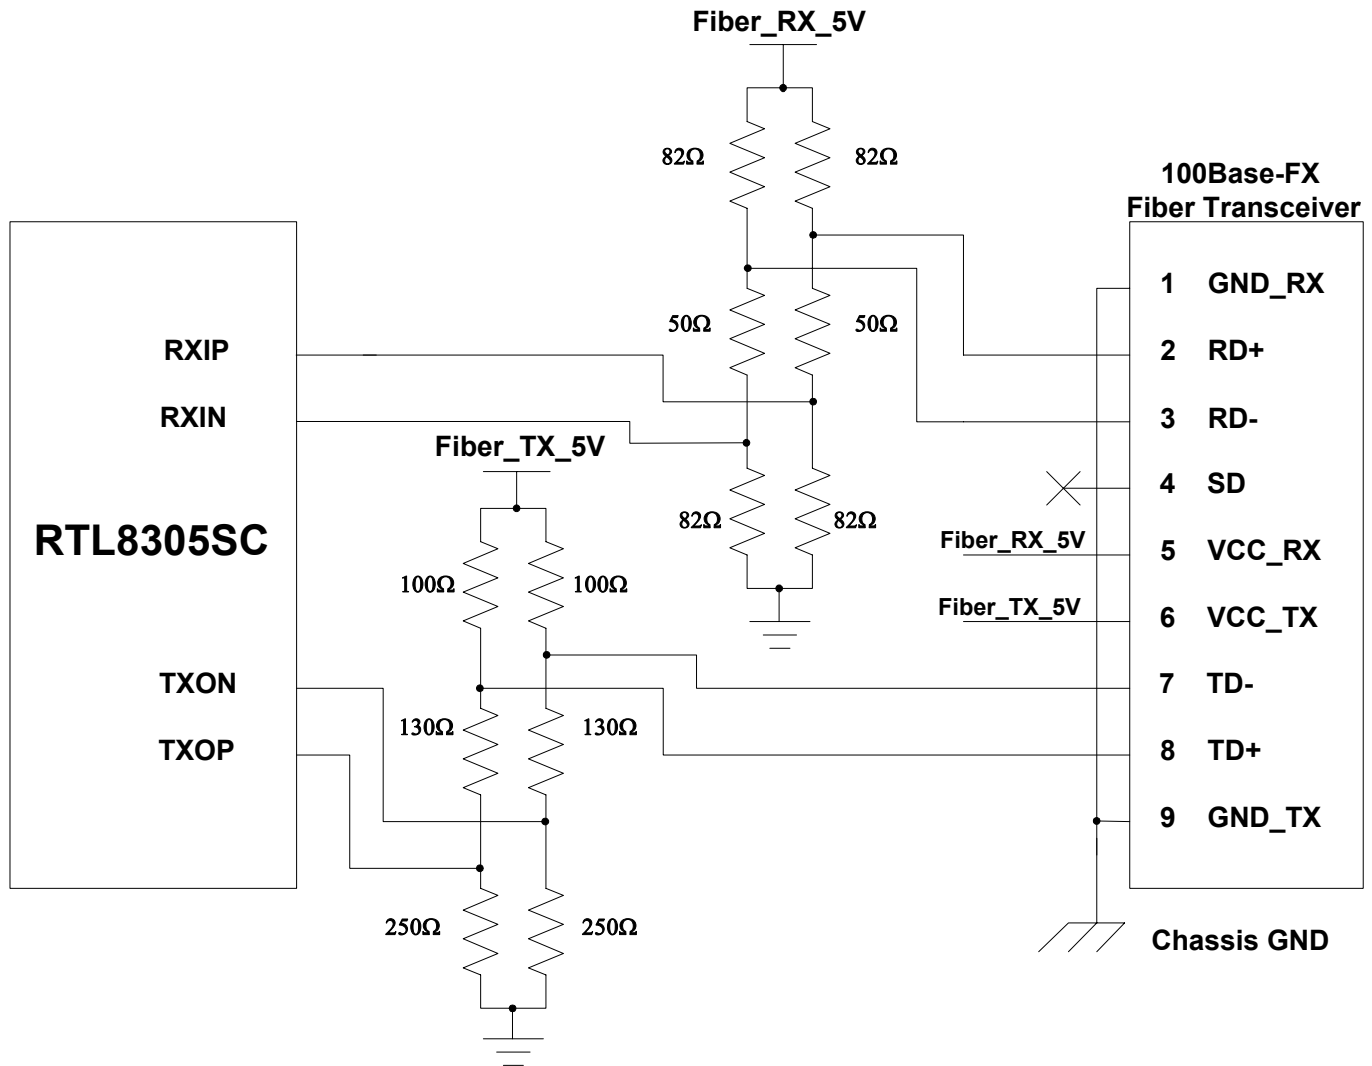 Fiber_RX_5V
82Ω 82Ω
100Base-FX
Fiber Transceiver
1 GND_RX
50Ω 50Ω
RXIP
2 RD+
RXIN
3 RD-
Fiber_TX_5V
4 SD
82Ω 82Ω
RTL8305SC
Fiber_RX_5V
5 VCC_RX
100Ω 100Ω
Fiber_TX_5V
6 VCC_TX
TXON
7 TD-
130Ω 130Ω
TXOP
8 TD+
9 GND_TX
250Ω 250Ω
Chassis GND